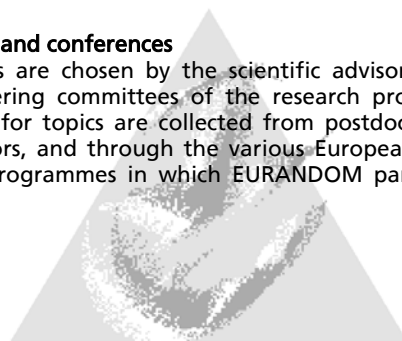 and conferences
s are chosen by the scientific advisor
ering committees of the research pro
for topics are collected from postdoc
ors, and through the various Europea
rogrammes in which EURANDOM par